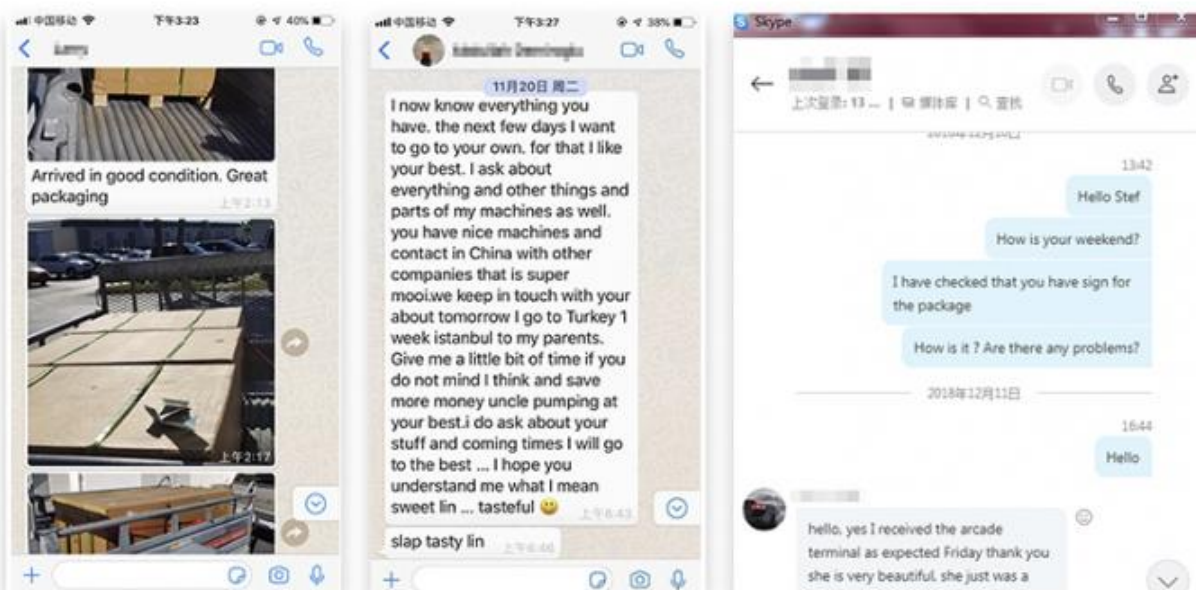 中国移动
下午3:23
40%
Arrived in good condition. Great
packaging
上午2:13
上午2:17
中国移动
下午3:27
38%
11月20日 周二
I now know everything you
have. the next few days I want
to go to your own. for that I like
your best. I ask about
everything and other things and
parts of my machines as well.
you have nice machines and
contact in China with other
companies that is super
mooi.we keep in touch with your
about tomorrow I go to Turkey 1
week istanbul to my parents.
Give me a little bit of time if you
do not mind I think and save
more money uncle pumping at
your best.i do ask about your
stuff and coming times I will go
to the best ... I hope you
understand me what I mean
sweet lin ... tasteful
上午6:43
slap tasty lin
上午6:46
Skype
上次登录: 13 ... | 媒体库 | 查找
13:42
Hello Stef
How is your weekend?
I have checked that you have sign for
the package
How is it ? Are there any problems?
2018年12月11日
16:44
Hello
hello, yes I received the arcade
terminal as expected Friday thank you
she is very beautiful. she just was a